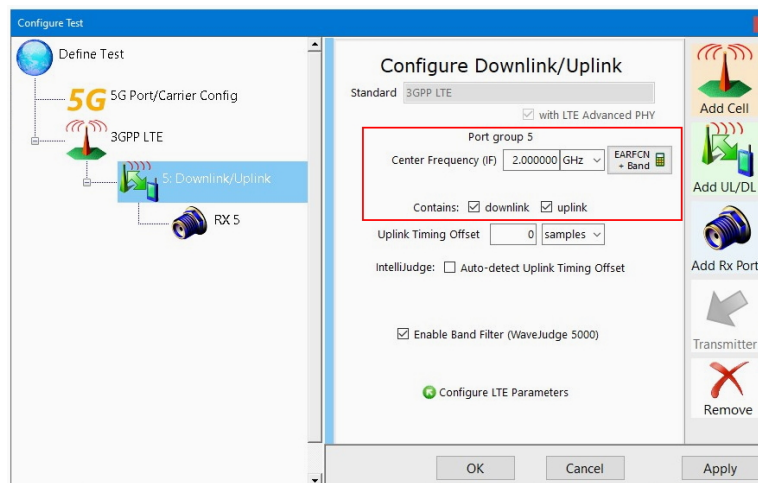 Configure Test
Define Test
5G 5G Port/Carrier Config
3GPP LTE
5: Downlink/Uplink
RX 5
Configure Downlink/Uplink
Standard 3GPP LTE
with LTE Advanced PHY
Port group 5
Center Frequency (IF) 2.000000 GHz EARFCN + Band
Contains: downlink uplink
Uplink Timing Offset 0 samples
IntelliJudge: Auto-detect Uplink Timing Offset
Enable Band Filter (WaveJudge 5000)
Configure LTE Parameters
OK Cancel Apply
Add Cell
Add UL/DL
Add Rx Port
Transmitter
Remove